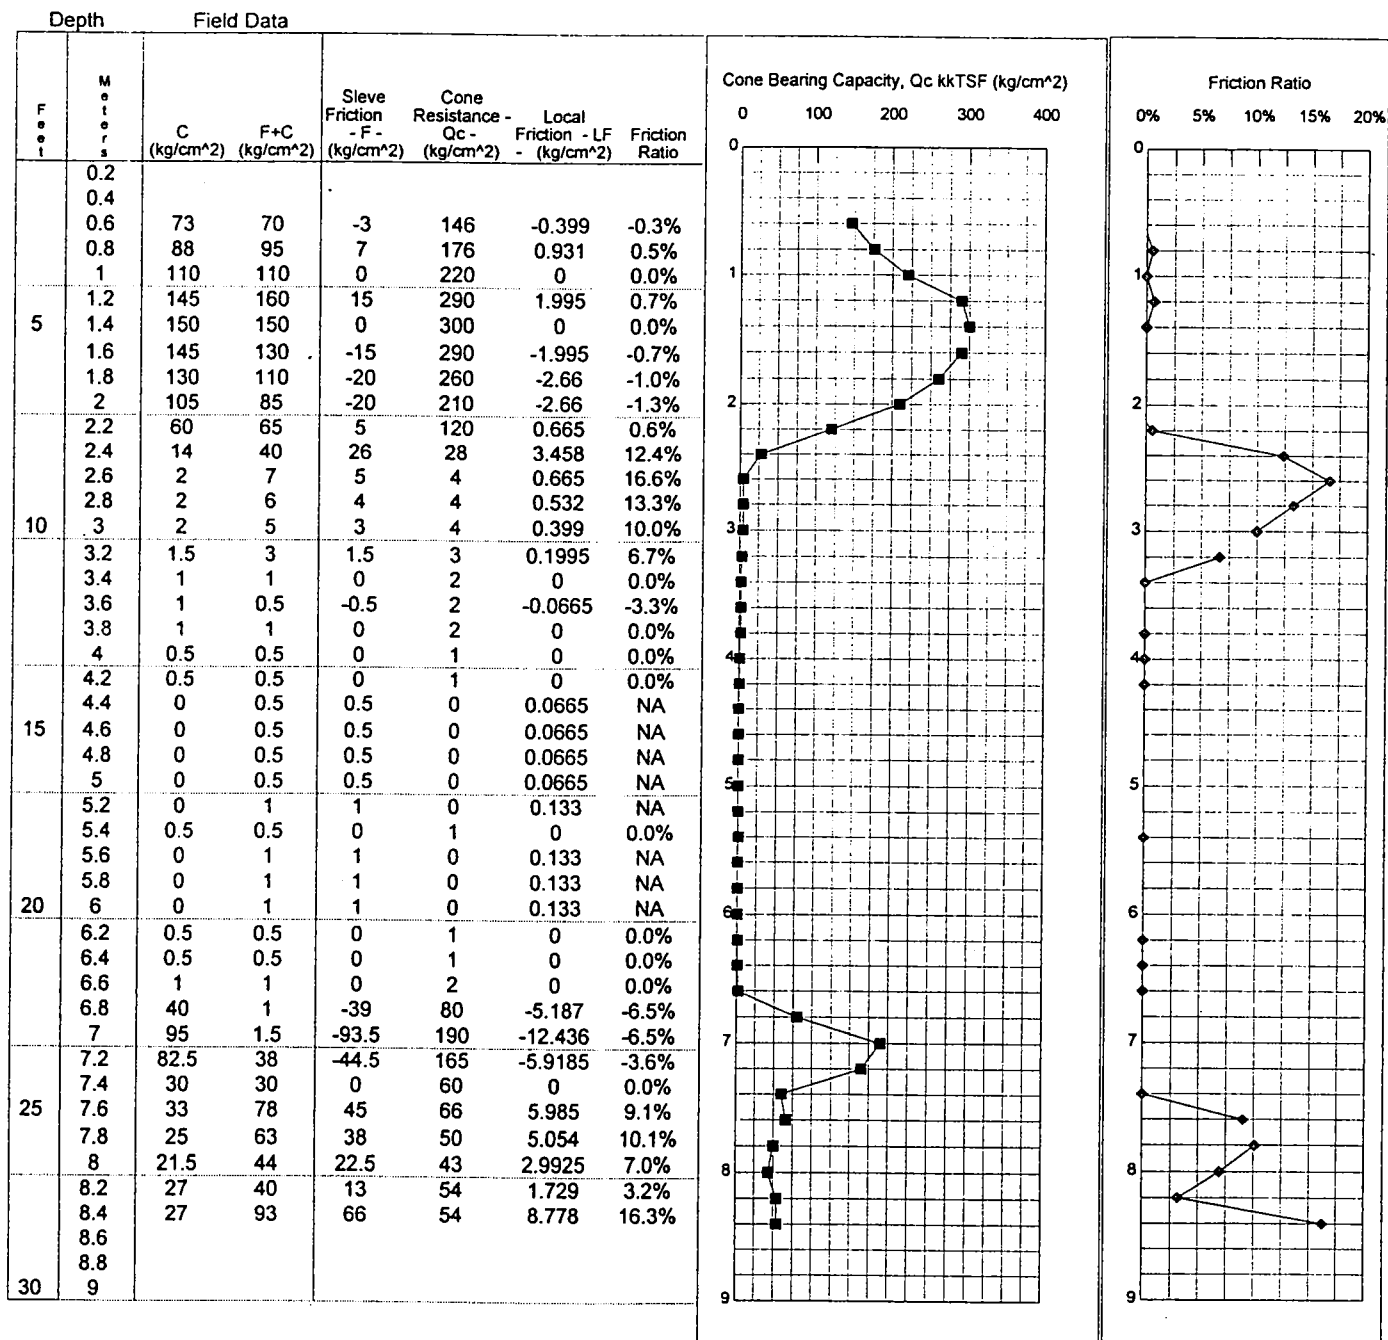 Depth Field Data
Feet Meters C (kg/cm^2) F+C (kg/cm^2) Sleve Friction - F - (kg/cm^2) Cone Resistance - Qc - (kg/cm^2) Local Friction - LF - (kg/cm^2) Friction Ratio
0.2
0.4
0.6 73 70 -3 146 -0.399 -0.3%
0.8 88 95 7 176 0.931 0.5%
1 110 110 0 220 0 0.0%
1.2 145 160 15 290 1.995 0.7%
5 1.4 150 150 0 300 0 0.0%
1.6 145 130 -15 290 -1.995 -0.7%
1.8 130 110 -20 260 -2.66 -1.0%
2 105 85 -20 210 -2.66 -1.3%
2.2 60 65 5 120 0.665 0.6%
2.4 14 40 26 28 3.458 12.4%
2.6 2 7 5 4 0.665 16.6%
2.8 2 6 4 4 0.532 13.3%
10 3 2 5 3 4 0.399 10.0%
3.2 1.5 3 1.5 3 0.1995 6.7%
3.4 1 1 0 2 0 0.0%
3.6 1 0.5 -0.5 2 -0.0665 -3.3%
3.8 1 1 0 2 0 0.0%
4 0.5 0.5 0 1 0 0.0%
4.2 0.5 0.5 0 1 0 0.0%
4.4 0 0.5 0.5 0 0.0665 NA
15 4.6 0 0.5 0.5 0 0.0665 NA
4.8 0 0.5 0.5 0 0.0665 NA
5 0 0.5 0.5 0 0.0665 NA
5.2 0 1 1 0 0.133 NA
5.4 0.5 0.5 0 1 0 0.0%
5.6 0 1 1 0 0.133 NA
5.8 0 1 1 0 0.133 NA
20 6 0 1 1 0 0.133 NA
6.2 0.5 0.5 0 1 0 0.0%
6.4 0.5 0.5 0 1 0 0.0%
6.6 1 1 0 2 0 0.0%
6.8 40 1 -39 80 -5.187 -6.5%
7 95 1.5 -93.5 190 -12.436 -6.5%
7.2 82.5 38 -44.5 165 -5.9185 -3.6%
7.4 30 30 0 60 0 0.0%
25 7.6 33 78 45 66 5.985 9.1%
7.8 25 63 38 50 5.054 10.1%
8 21.5 44 22.5 43 2.9925 7.0%
8.2 27 40 13 54 1.729 3.2%
8.4 27 93 66 54 8.778 16.3%
8.6
8.8
30 9
Cone Bearing Capacity, Qc kkTSF (kg/cm^2)
0 100 200 300 400
0
1
2
3
4
5
6
7
8
9
Friction Ratio
0% 5% 10% 15% 20%
0
1
2
3
4
5
6
7
8
9